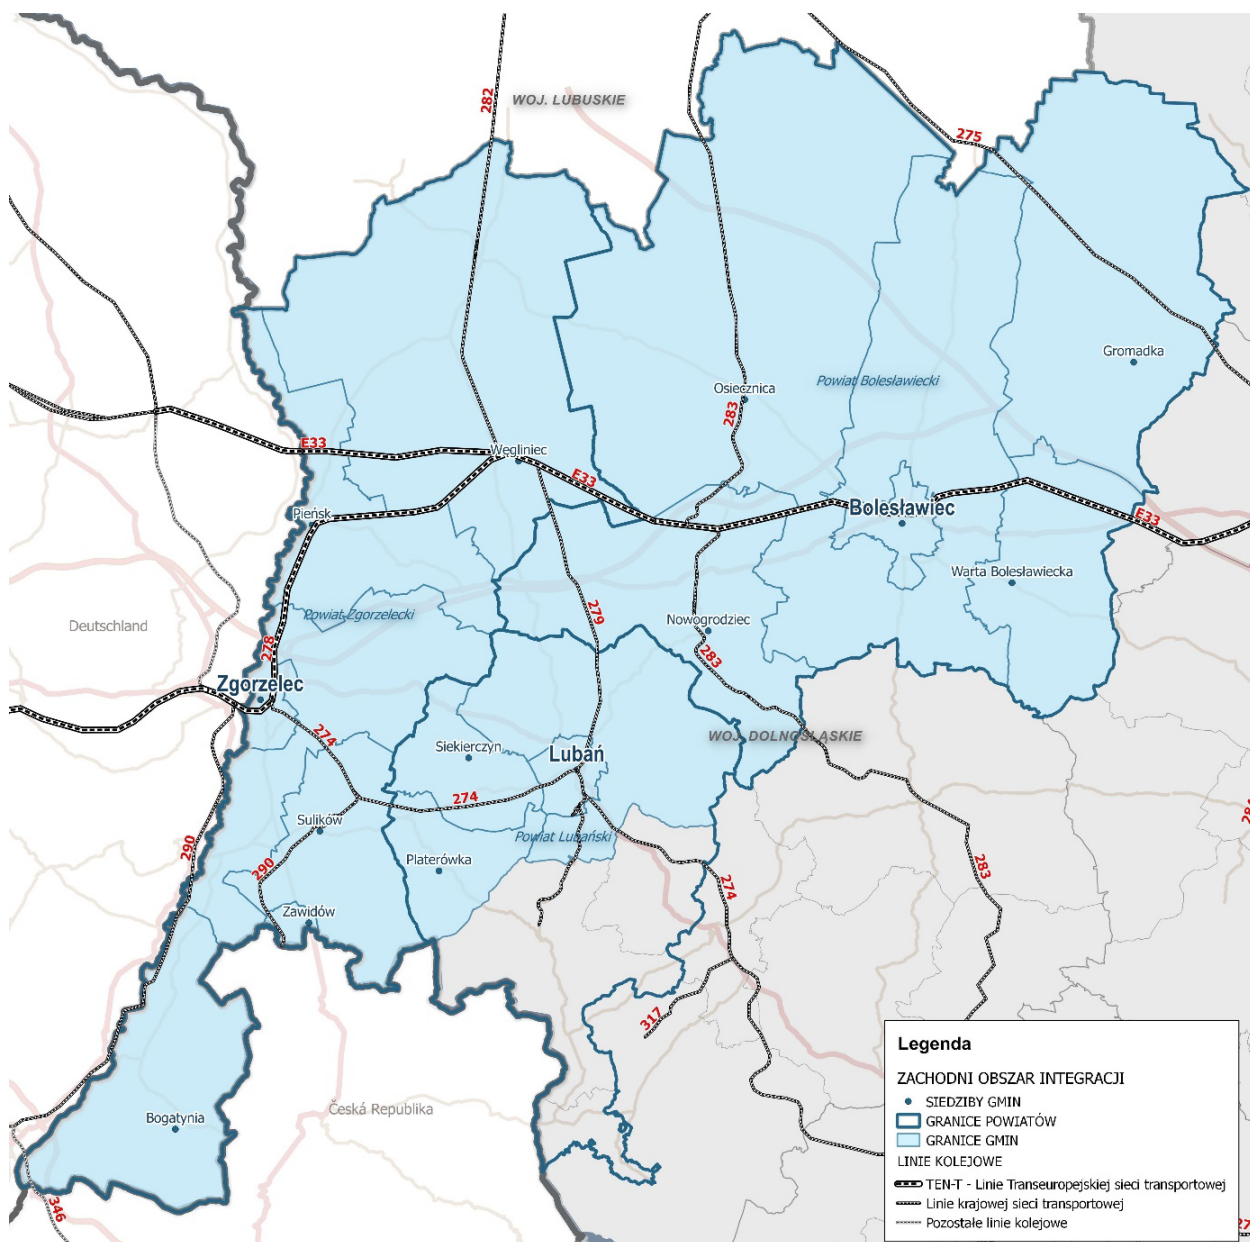 282
WOJ. LUBUSKIE
275
Gromadka
Powiat Bolesławiecki
Osiecznica
283
E33
Węgliniec
E33
Bolesławiec
Pieńsk
E33
Warta Bolesławiecka
Powiat Zgorzelecki
279
Nowogrodziec
Deutschland
278
283
Zgorzelec
274
WOJ. DOLNOŚLĄSKIE
Siekierczyn
Lubań
274
Sulików
Powiat Lubański
290
Platerówka
290
274
283
Zawidów
317
Bogatynia
Česká Republika
346
Legenda
ZACHODNI OBSZAR INTEGRACJI
SIEDZIBY GMIN
GRANICE POWIATÓW
GRANICE GMIN
LINIE KOLEJOWE
TEN-T - Linie Transeuropejskiej sieci transportowej
Linie krajowej sieci transportowej
Pozostałe linie kolejowe